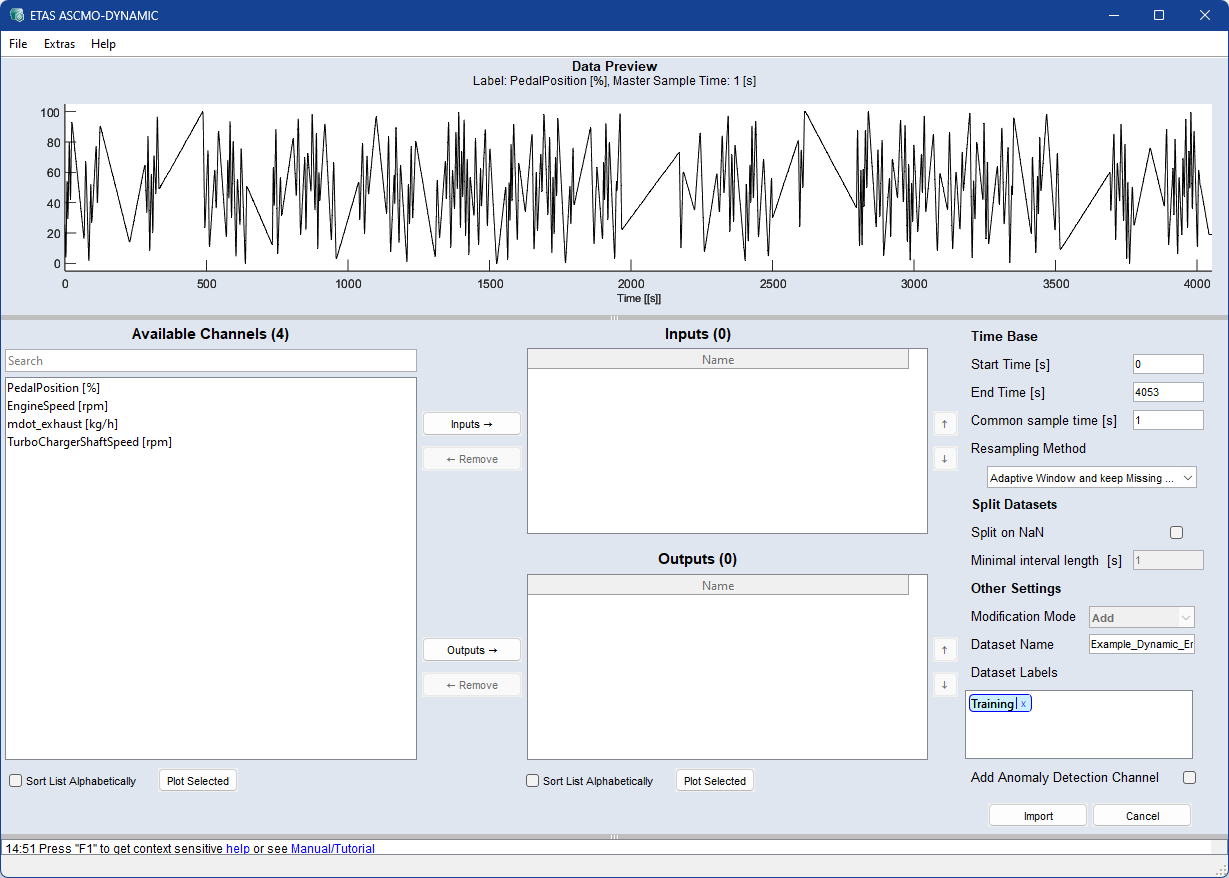 ETAS ASCMO-DYNAMIC
File Extras Help
Data Preview
Label: PedalPosition [%], Master Sample Time: 1 [s]
100
80
60
40
20
0
0 500 1000 1500 2000 2500 3000 3500 4000
Time [[s]]
Available Channels (4)
Search
PedalPosition [%]
EngineSpeed [rpm]
mdot_exhaust [kg/h]
TurboChargerShaftSpeed [rpm]
Sort List Alphabetically Plot Selected
Inputs →
← Remove
Outputs →
← Remove
Inputs (0)
Name
↑
↓
Outputs (0)
Name
↑
↓
Sort List Alphabetically Plot Selected
Time Base
Start Time [s] 0
End Time [s] 4053
Common sample time [s] 1
Resampling Method
Adaptive Window and keep Missing ...
Split Datasets
Split on NaN
Minimal interval length [s] 1
Other Settings
Modification Mode Add
Dataset Name Example_Dynamic_En
Dataset Labels
Training x
Add Anomaly Detection Channel
Import Cancel
14:51 Press "F1" to get context sensitive help or see Manual/Tutorial